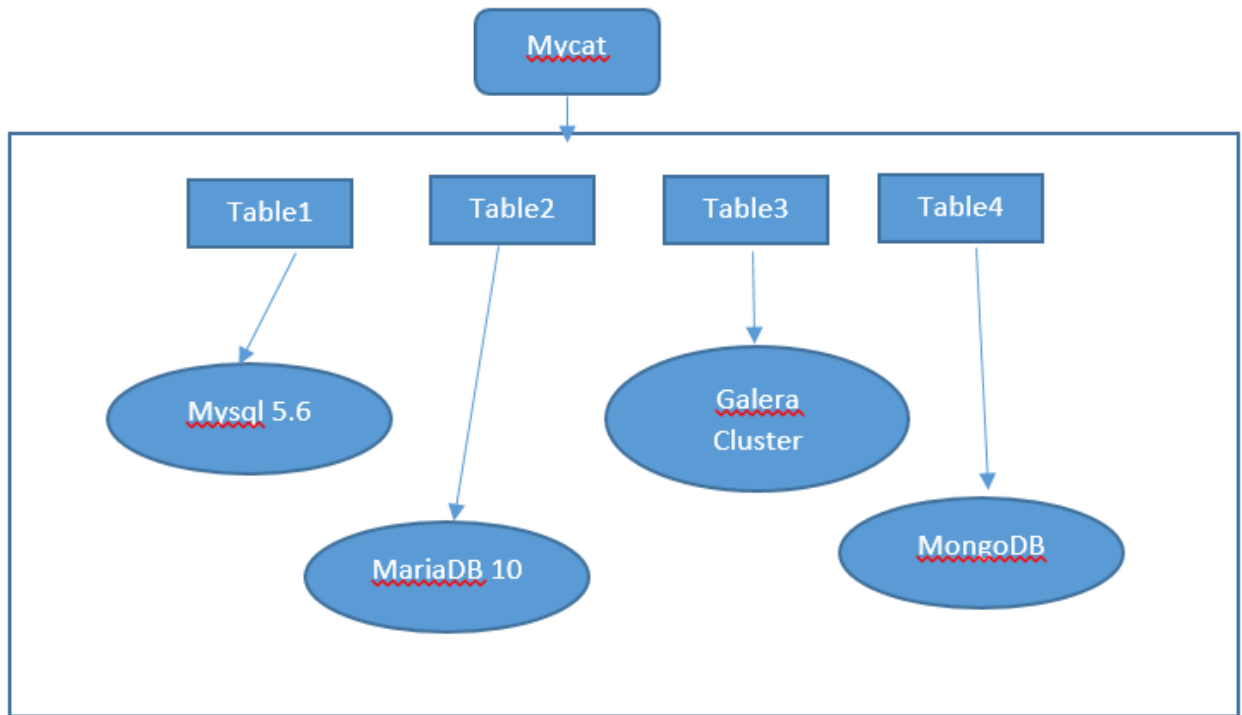 Mycat
Table1
Table2
Table3
Table4
Mysql 5.6
Galera
Cluster
MariaDB 10
MongoDB